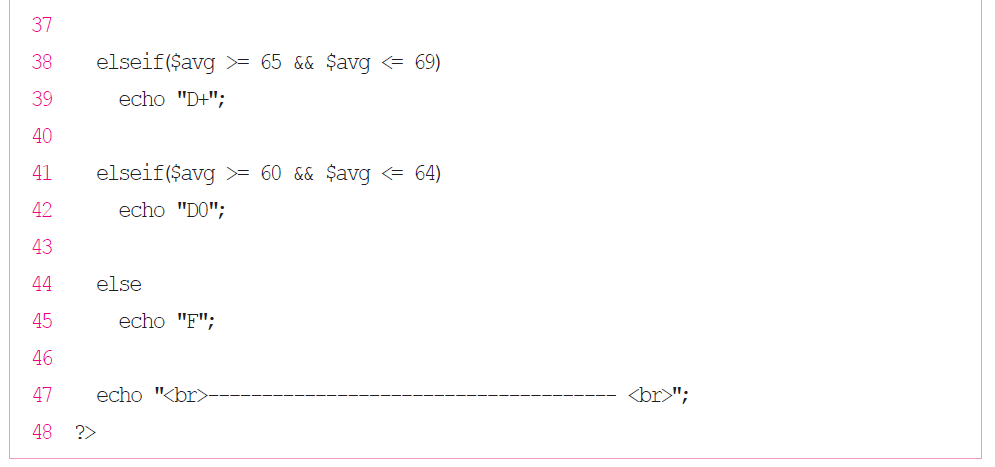 37
38 elseif($avg >= 65 && $avg <= 69)
39 echo "D+";
40
41 elseif($avg >= 60 && $avg <= 64)
42 echo "D0";
43
44 else
45 echo "F";
46
47 echo "<br>-------------------------------------- <br>";
48 ?>